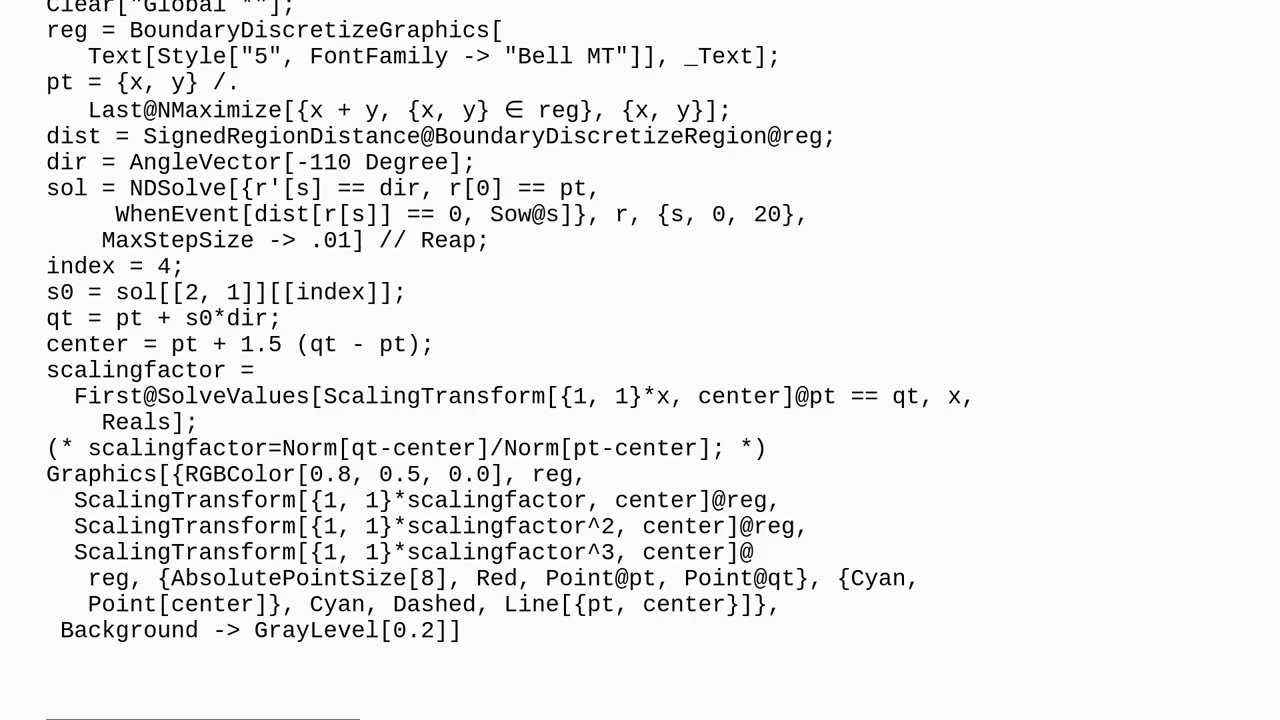 Clear["Global`*"];
reg = BoundaryDiscretizeGraphics[
Text[Style["5", FontFamily -> "Bell MT"]], _Text];
pt = {x, y} /.
Last@NMaximize[{x + y, {x, y} ∈ reg}, {x, y}];
dist = SignedRegionDistance@BoundaryDiscretizeRegion@reg;
dir = AngleVector[-110 Degree];
sol = NDSolve[{r'[s] == dir, r[0] == pt,
WhenEvent[dist[r[s]] == 0, Sow@s]}, r, {s, 0, 20},
MaxStepSize -> .01] // Reap;
index = 4;
s0 = sol[[2, 1]][[index]];
qt = pt + s0*dir;
center = pt + 1.5 (qt - pt);
scalingfactor =
First@SolveValues[ScalingTransform[{1, 1}*x, center]@pt == qt, x,
Reals];
(* scalingfactor=Norm[qt-center]/Norm[pt-center]; *)
Graphics[{RGBColor[0.8, 0.5, 0.0], reg,
ScalingTransform[{1, 1}*scalingfactor, center]@reg,
ScalingTransform[{1, 1}*scalingfactor^2, center]@reg,
ScalingTransform[{1, 1}*scalingfactor^3, center]@
reg, {AbsolutePointSize[8], Red, Point@pt, Point@qt}, {Cyan,
Point[center]}, Cyan, Dashed, Line[{pt, center}]},
Background -> GrayLevel[0.2]]